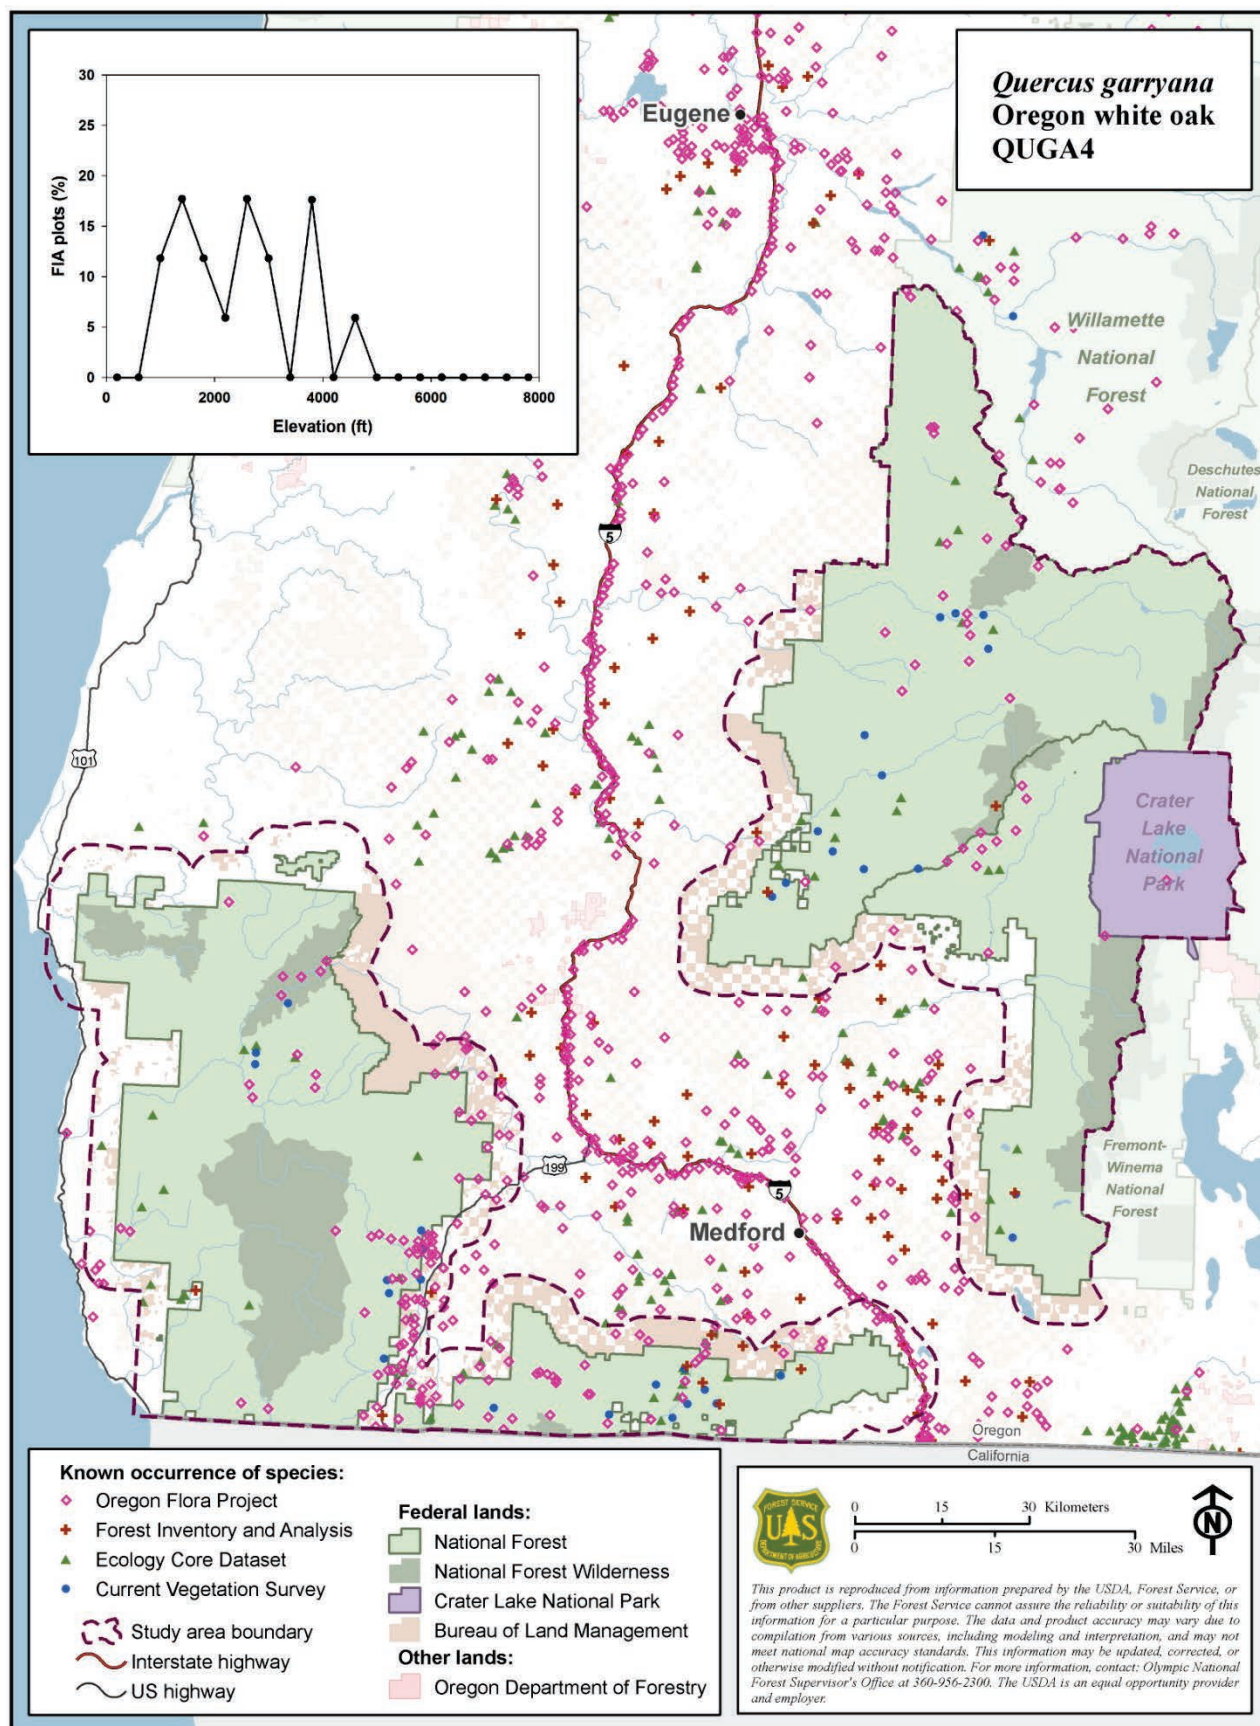 30
25
20
15
10
5
0
FIA plots (%)
0 2000 4000 6000 8000
Elevation (ft)
Quercus garryana
Oregon white oak
QUGA4
Eugene
Willamette
National
Forest
Deschutes
National
Forest
5
101
Crater
Lake
National
Park
199
5
Fremont-
Winema
National
Forest
Medford
Oregon
California
Known occurrence of species:
Oregon Flora Project
Forest Inventory and Analysis
Ecology Core Dataset
Current Vegetation Survey
Study area boundary
Interstate highway
US highway
Federal lands:
National Forest
National Forest Wilderness
Crater Lake National Park
Bureau of Land Management
Other lands:
Oregon Department of Forestry
FOREST SERVICE
U S
DEPARTMENT OF AGRICULTURE
0 15 30 Kilometers
0 15 30 Miles
N
This product is reproduced from information prepared by the USDA, Forest Service, or
from other suppliers. The Forest Service cannot assure the reliability or suitability of this
information for a particular purpose. The data and product accuracy may vary due to
compilation from various sources, including modeling and interpretation, and may not
meet national map accuracy standards. This information may be updated, corrected, or
otherwise modified without notification. For more information, contact: Olympic National
Forest Supervisor's Office at 360-956-2300. The USDA is an equal opportunity provider
and employer.